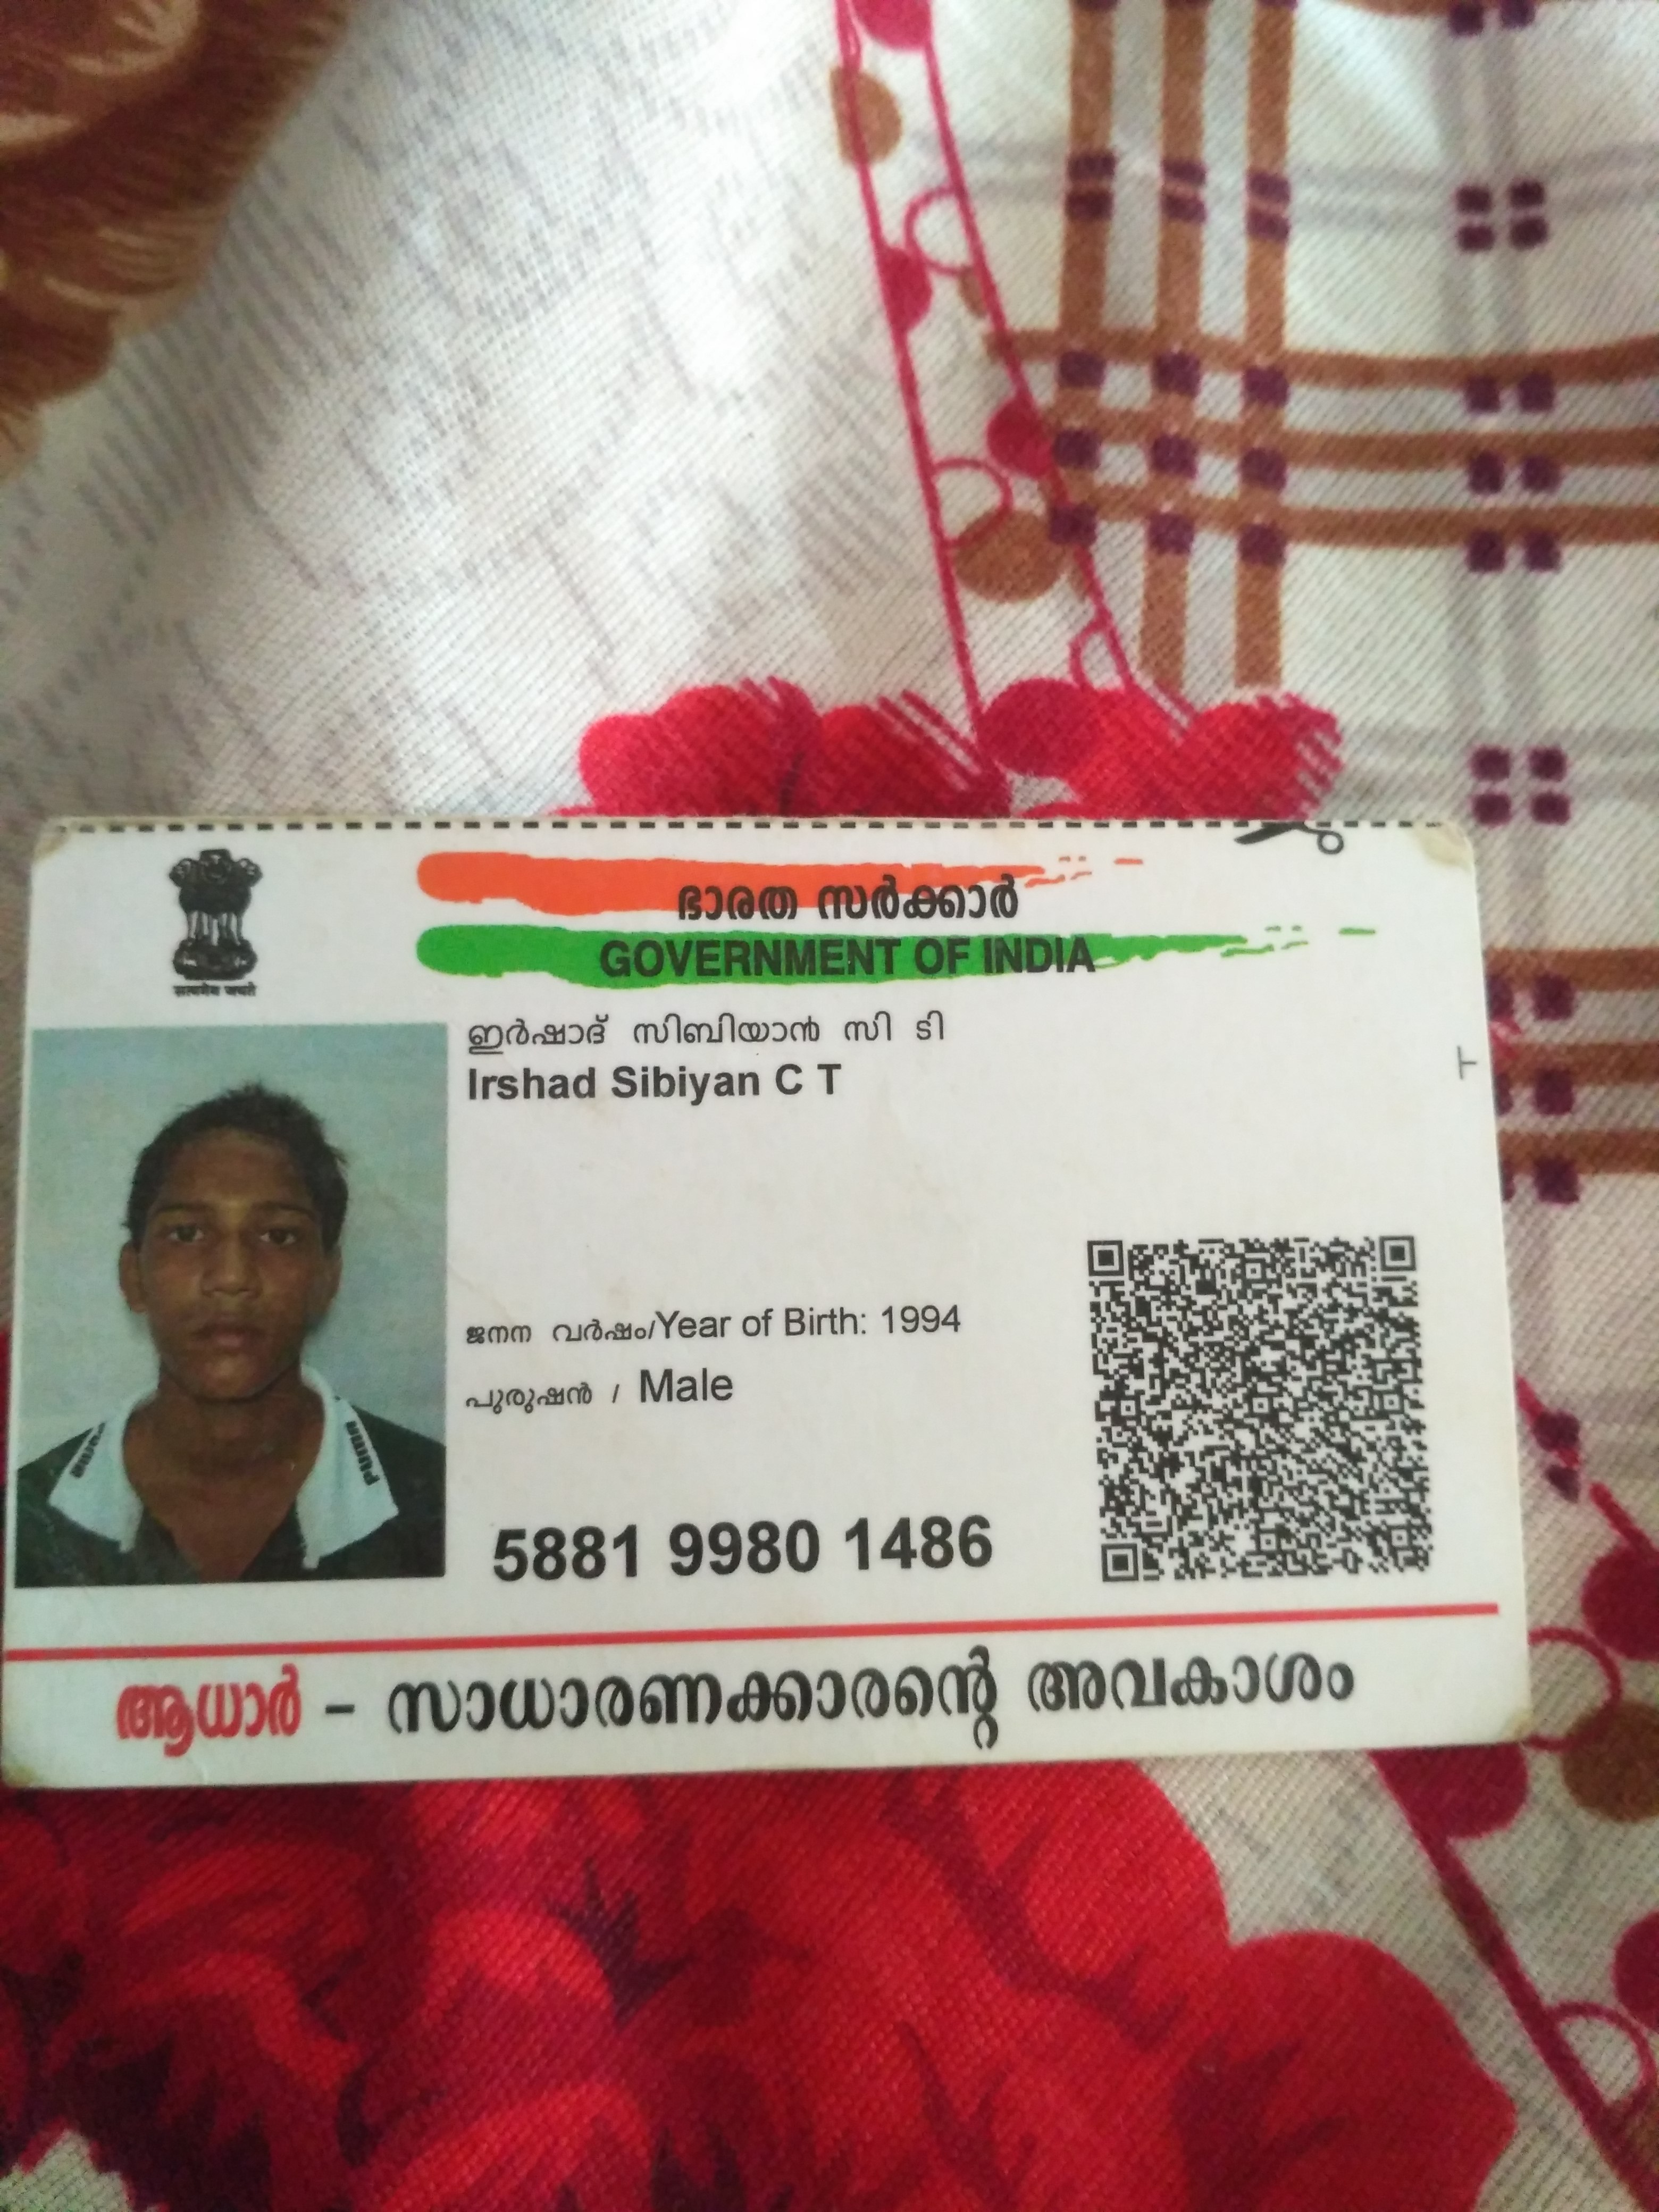 ഭാരത സർക്കാർ
GOVERNMENT OF INDIA
सत्यमेव जयते
ഇർഷാദ് സിബിയാൻ സി ടി
Irshad Sibiyan C T
ജനന വർഷം/Year of Birth: 1994
പുരുഷൻ / Male
PUMA
5881 9980 1486
ആധാർ - സാധാരണക്കാരന്റെ അവകാശം